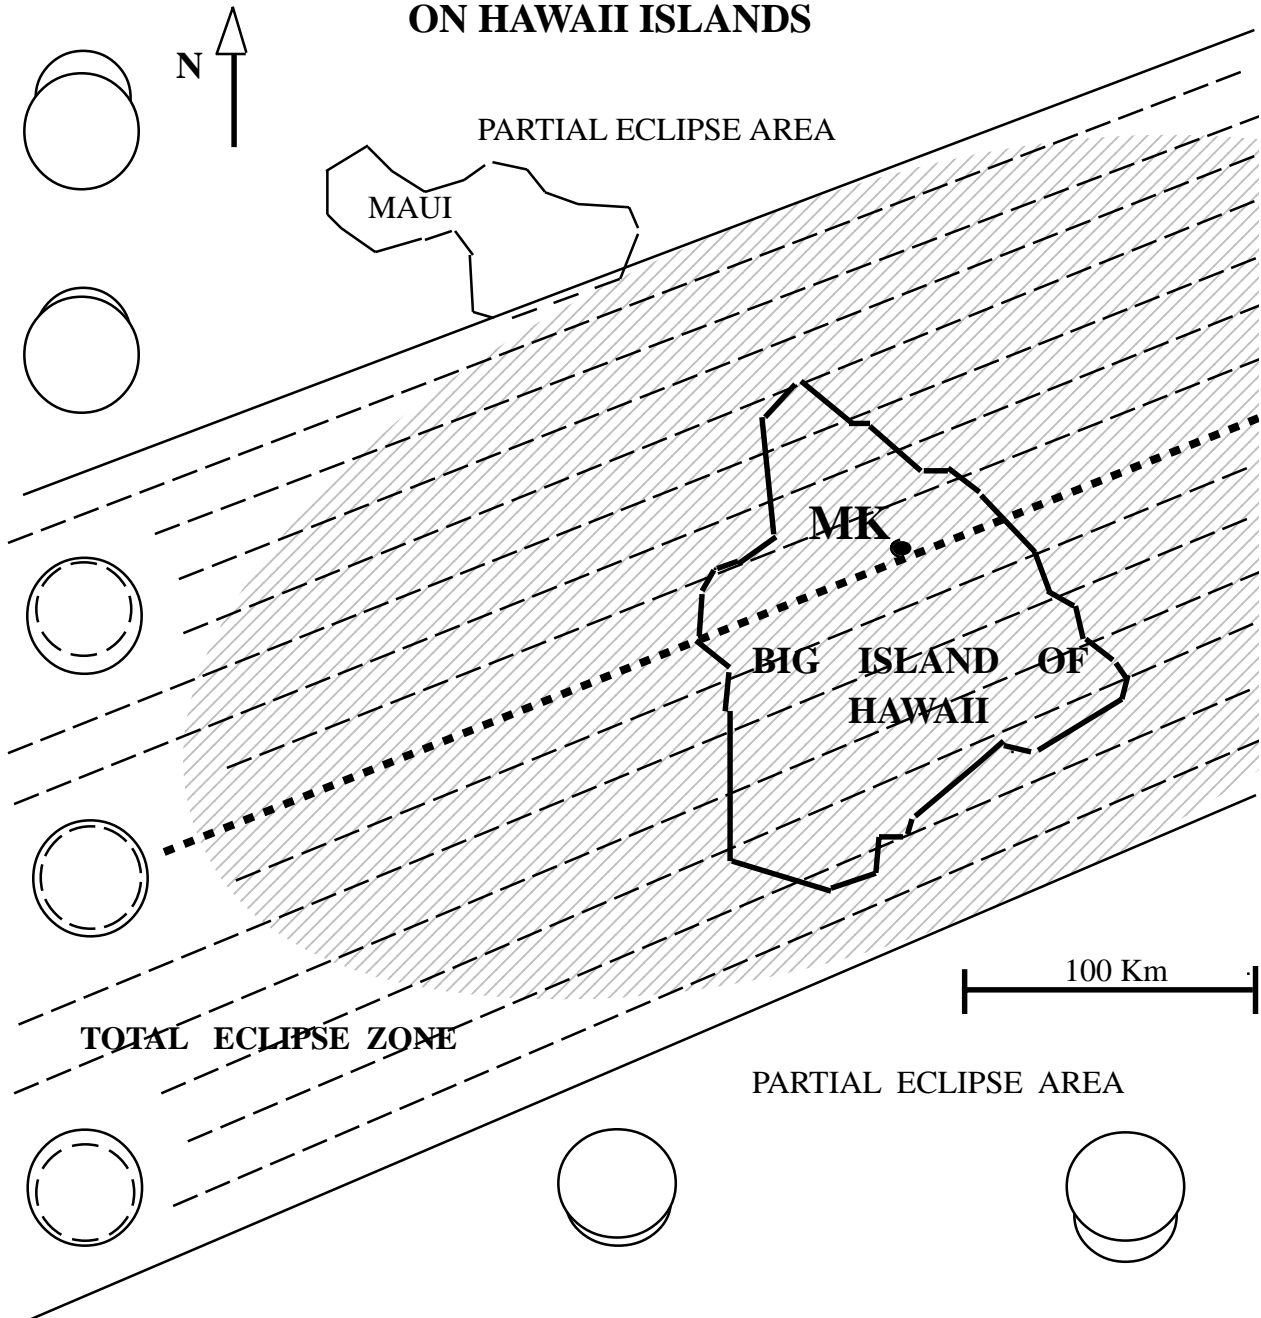 ON HAWAII ISLANDS
N
PARTIAL ECLIPSE AREA
MAUI
MK
BIG ISLAND OF
HAWAII
100 Km
TOTAL ECLIPSE ZONE
PARTIAL ECLIPSE AREA